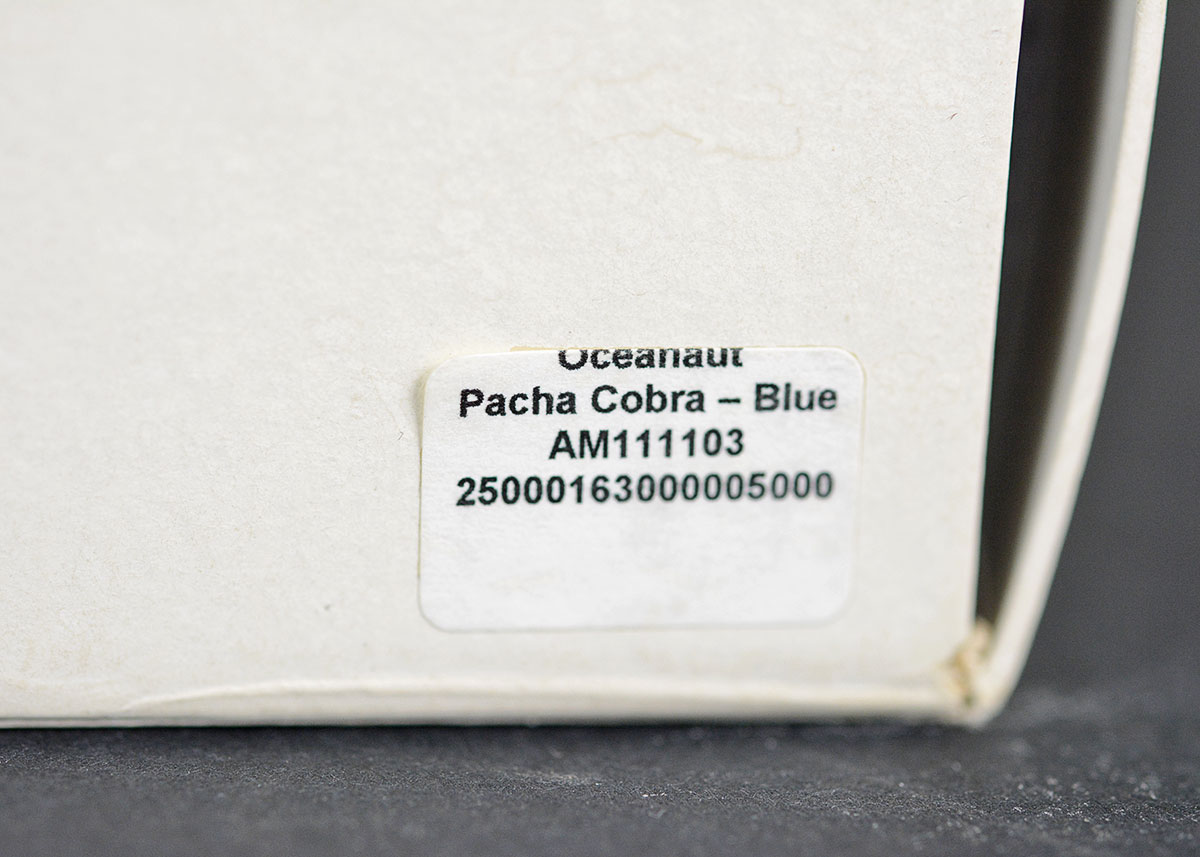 Oceanaut
Pacha Cobra – Blue
AM111103
25000163000005000